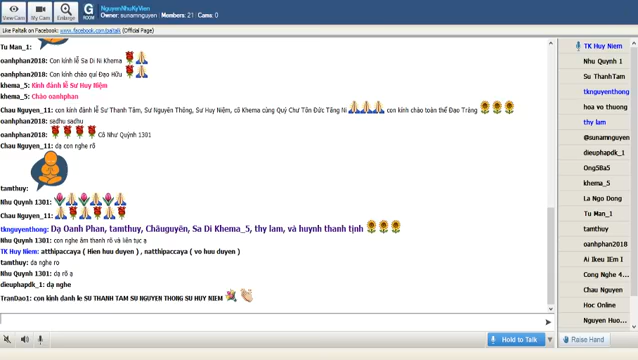 View Cam
My Cam
Enlarge
G
ROOM
NguyenNhuKyVien
Owner: sunamnguyen Members: 21 Cams: 0
Like Paltalk on Facebook: www.facebook.com/paltalk (Official Page)
Tu Man_1:
oanhphan2018: Con kính lễ Sa Di Ni Khema
oanhphan2018: Con kính chào quí Đạo Hữu
khema_5: Kính đảnh lễ Sư Huy Niệm
khema_5: Chào oanhphan
Chau Nguyen_11: con kính đảnh lễ Sư Thanh Tâm, Sư Nguyên Thông, Sư Huy Niệm, cô Khema cùng Quý Chư Tôn Đức Tăng Ni con kính chào toàn thể Đạo Tràng
oanhphan2018: sadhu sadhu
oanhphan2018: Cô Như Quỳnh 1301
Chau Nguyen_11: dạ con nghe rõ
tamthuy:
Nhu Quynh 1301:
Chau Nguyen_11:
tknguyenthong: Dạ Oanh Phan, tamthuy, Châuguyên, Sa Di Khema_5, thy lam, và huynh thanh tịnh
Nhu Quynh 1301: con nghe âm thanh rõ và liên tục ạ
TK Huy Niem: atthipaccaya ( Hien huu duyen ) , natthipaccaya ( vo huu duyen )
tamthuy: da nghe ro
Nhu Quynh 1301: dạ rõ ạ
dieuphapdk_1: dạ nghe
TranDao1: con kinh danh le SU THANH TAM SU NGUYEN THONG SU HUY NIEM
Hold to Talk
TK Huy Niem
Nhu Quynh 1
Su ThanhTam
tknguyenthong
hoa vo thuong
thy lam
@sunamnguyen
dieuphapdk_1
Ong5Ba5
khema_5
La Ngo Dong
Tu Man_1
tamthuy
oanhphan2018
Ai Ikeu IEm I
Cong Nghe 4...
Chau Nguyen
Hoc Online
Nguyen Huo...
Raise Hand